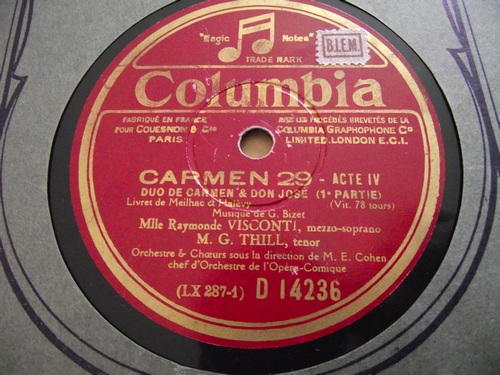 "Magic Notes"
TRADE MARK
B.I.E.M.
Columbia
FABRIQUÉ EN FRANCE
POUR COUESNON & Cie
PARIS
AVEC LES PROCÉDÉS BREVETÉS DE LA
COLUMBIA GRAPHOPHONE Co
LIMITED. LONDON E.C.I.
CARMEN 29 - ACTE IV
DUO DE CARMEN & DON JOSÉ (1e PARTIE)
Livret de Meilhac & Halévy (Vit. 78 tours)
Musique de G. Bizet
Mlle Raymonde VISCONTI, mezzo-soprano
M. G. THILL, tenor
Orchestre & Chœurs sous la direction de M. E. Cohen
chef d'Orchestre de l'Opéra-Comique
(LX 287-1) D 14236